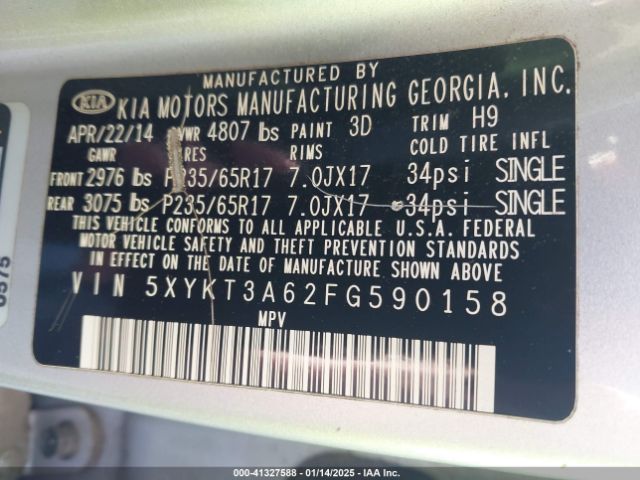 MANUFACTURED BY
KIA KIA MOTORS MANUFACTURING GEORGIA, INC.
APR/22/14 GVWR 4807 lbs PAINT 3D TRIM H9
GAWR TIRES RIMS COLD TIRE INFL
FRONT 2976 lbs P235/65R17 7.0JX17 34psi SINGLE
REAR 3075 lbs P235/65R17 7.0JX17 34psi SINGLE
THIS VEHICLE CONFORMS TO ALL APPLICABLE U.S.A. FEDERAL
MOTOR VEHICLE SAFETY AND THEFT PREVENTION STANDARDS
IN EFFECT ON THE DATE OF MANUFACTURE SHOWN ABOVE
VIN 5XYKT3A62FG590158
MPV
0575
000-41327588 — 01/14/2025 — IAA Inc.